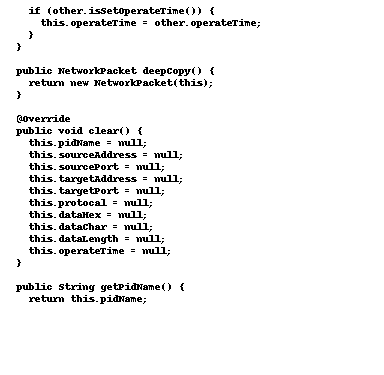 if (other.isSetOperateTime()) {
this.operateTime = other.operateTime;
}
}
public NetworkPacket deepCopy() {
return new NetworkPacket(this);
}
@Override
public void clear() {
this.pidName = null;
this.sourceAddress = null;
this.sourcePort = null;
this.targetAddress = null;
this.targetPort = null;
this.protocal = null;
this.dataHex = null;
this.dataChar = null;
this.dataLength = null;
this.operateTime = null;
}
public String getPidName() {
return this.pidName;